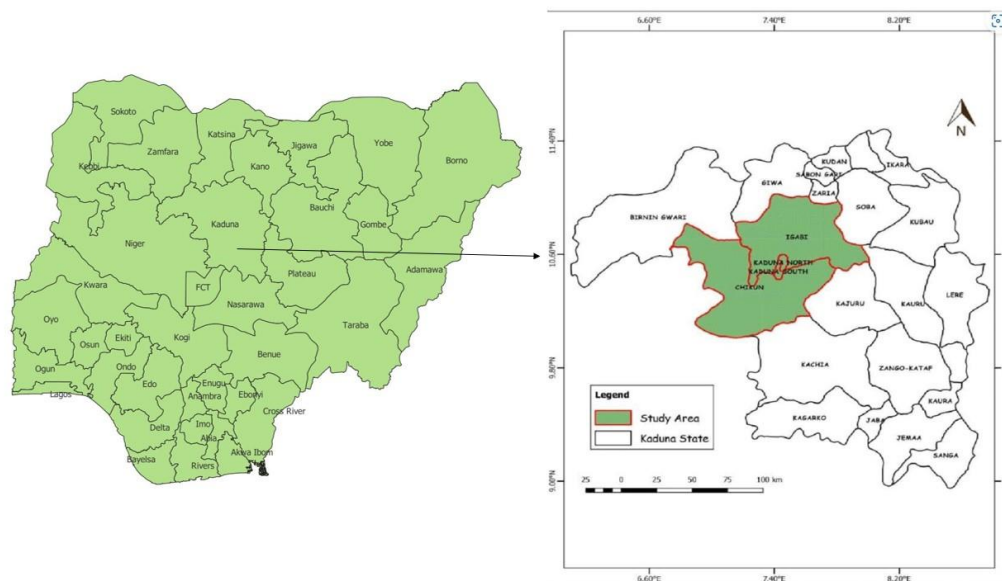 Sokoto
Katsina
Jigawa
Yobe
Borno
Zamfara
Kano
Kebbi
Bauchi
Gombe
Kaduna
Niger
Adamawa
Plateau
FCT
Kwara
Nasarawa
Taraba
Oyo
Kogi
Osun
Ekiti
Benue
Ogun
Ondo
Edo
Enugu
Lagos
Anambra
Ebonyi
Cross River
Delta
Imo
Abia
Akwa Ibom
Bayelsa
Rivers
6.60°E 7.40°E 8.20°E
11.40°N
10.60°N
9.80°N
9.00°N
N
KUDAN
IKARA
SABON GARI
GIWA
ZARIA
SOBA
BIRNIN GWARI
KUBAU
IGABI
KADUNA NORTH
KADUNA SOUTH
CHIKUN
LERE
KAJURU
KAURU
KACHIA
ZANGO-KATAF
KAURA
KAGARKO
JABA
JEMAA
SANGA
Legend
Study Area
Kaduna State
25 0 25 50 75 100 km
6.60°E 7.40°E 8.20°E